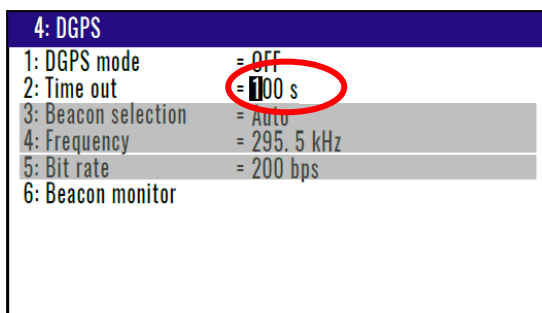 4: DGPS
1: DGPS mode = OFF
2: Time out = 100 s
3: Beacon selection = Auto
4: Frequency = 295. 5 kHz
5: Bit rate = 200 bps
6: Beacon monitor